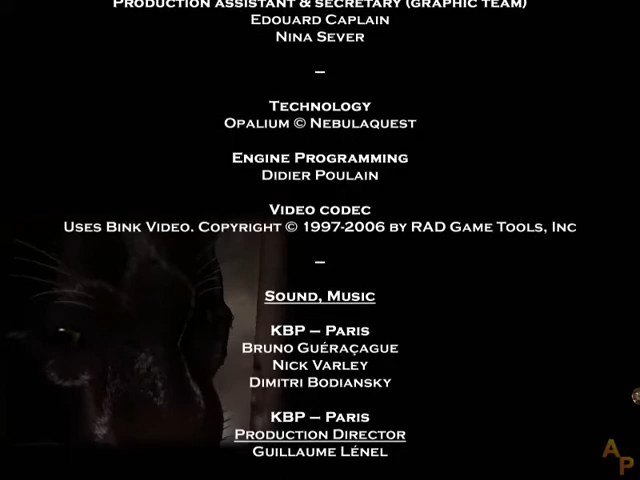 PRODUCTION ASSISTANT & SECRETARY (GRAPHIC TEAM)
EDOUARD CAPLAIN
NINA SEVER
–
TECHNOLOGY
OPALIUM © NEBULAQUEST
ENGINE PROGRAMMING
DIDIER POULAIN
VIDEO CODEC
USES BINK VIDEO. COPYRIGHT © 1997-2006 BY RAD GAME TOOLS, INC
–
SOUND, MUSIC
KBP – PARIS
BRUNO GUÉRAÇAGUE
NICK VARLEY
DIMITRI BODIANSKY
KBP – PARIS
PRODUCTION DIRECTOR
GUILLAUME LÉNEL
AP